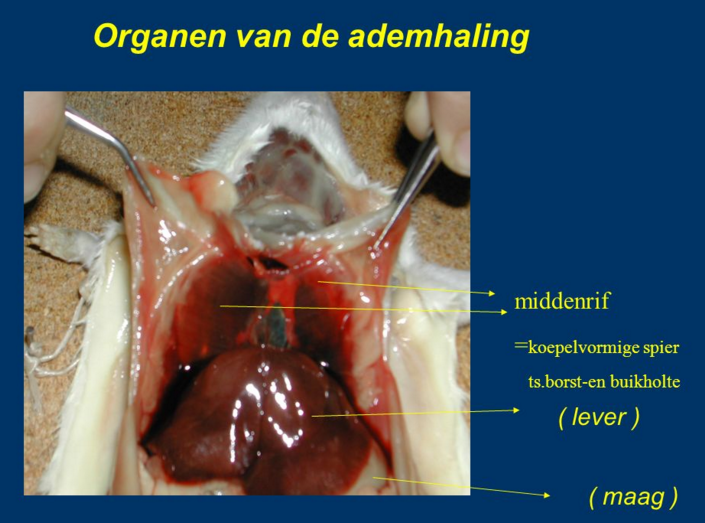 Organen van de ademhaling
middenrif
=koepelvormige spier
ts.borst-en buikholte
( lever )
( maag )